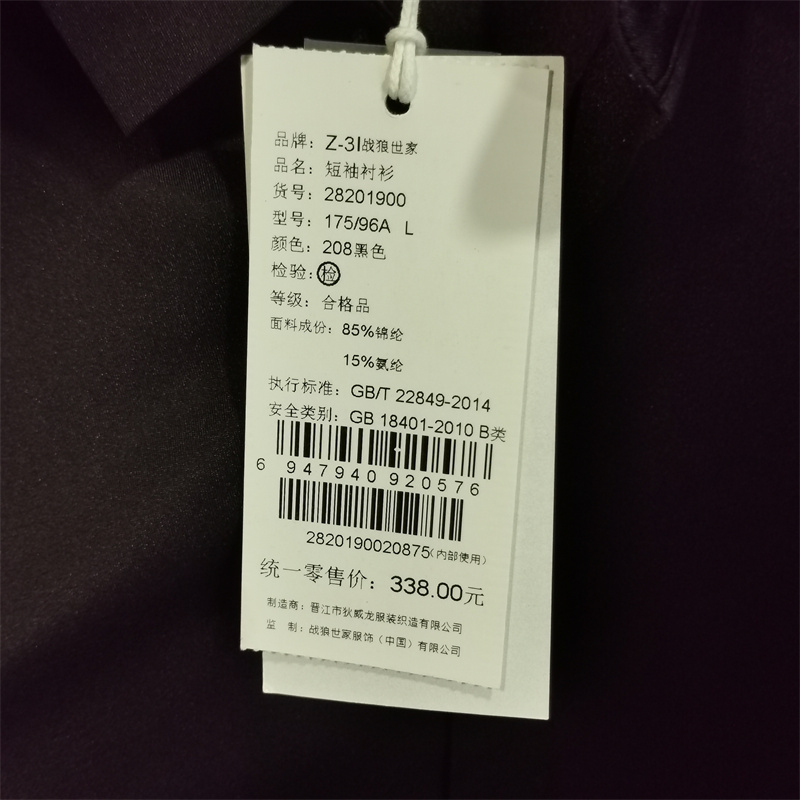 品牌：Z-3I战狼世家
品名：短袖衬衫
货号：28201900
型号：175/96A L
颜色：208黑色
检验：检
等级：合格品
面料成份：85%锦纶
15%氨纶
执行标准：GB/T 22849-2014
安全类别：GB 18401-2010 B类
6 947940 920576
2820190020875（内部使用）
统一零售价：338.00元
制造商：晋江市狄威龙服装织造有限公司
监 制：战狼世家服饰（中国）有限公司